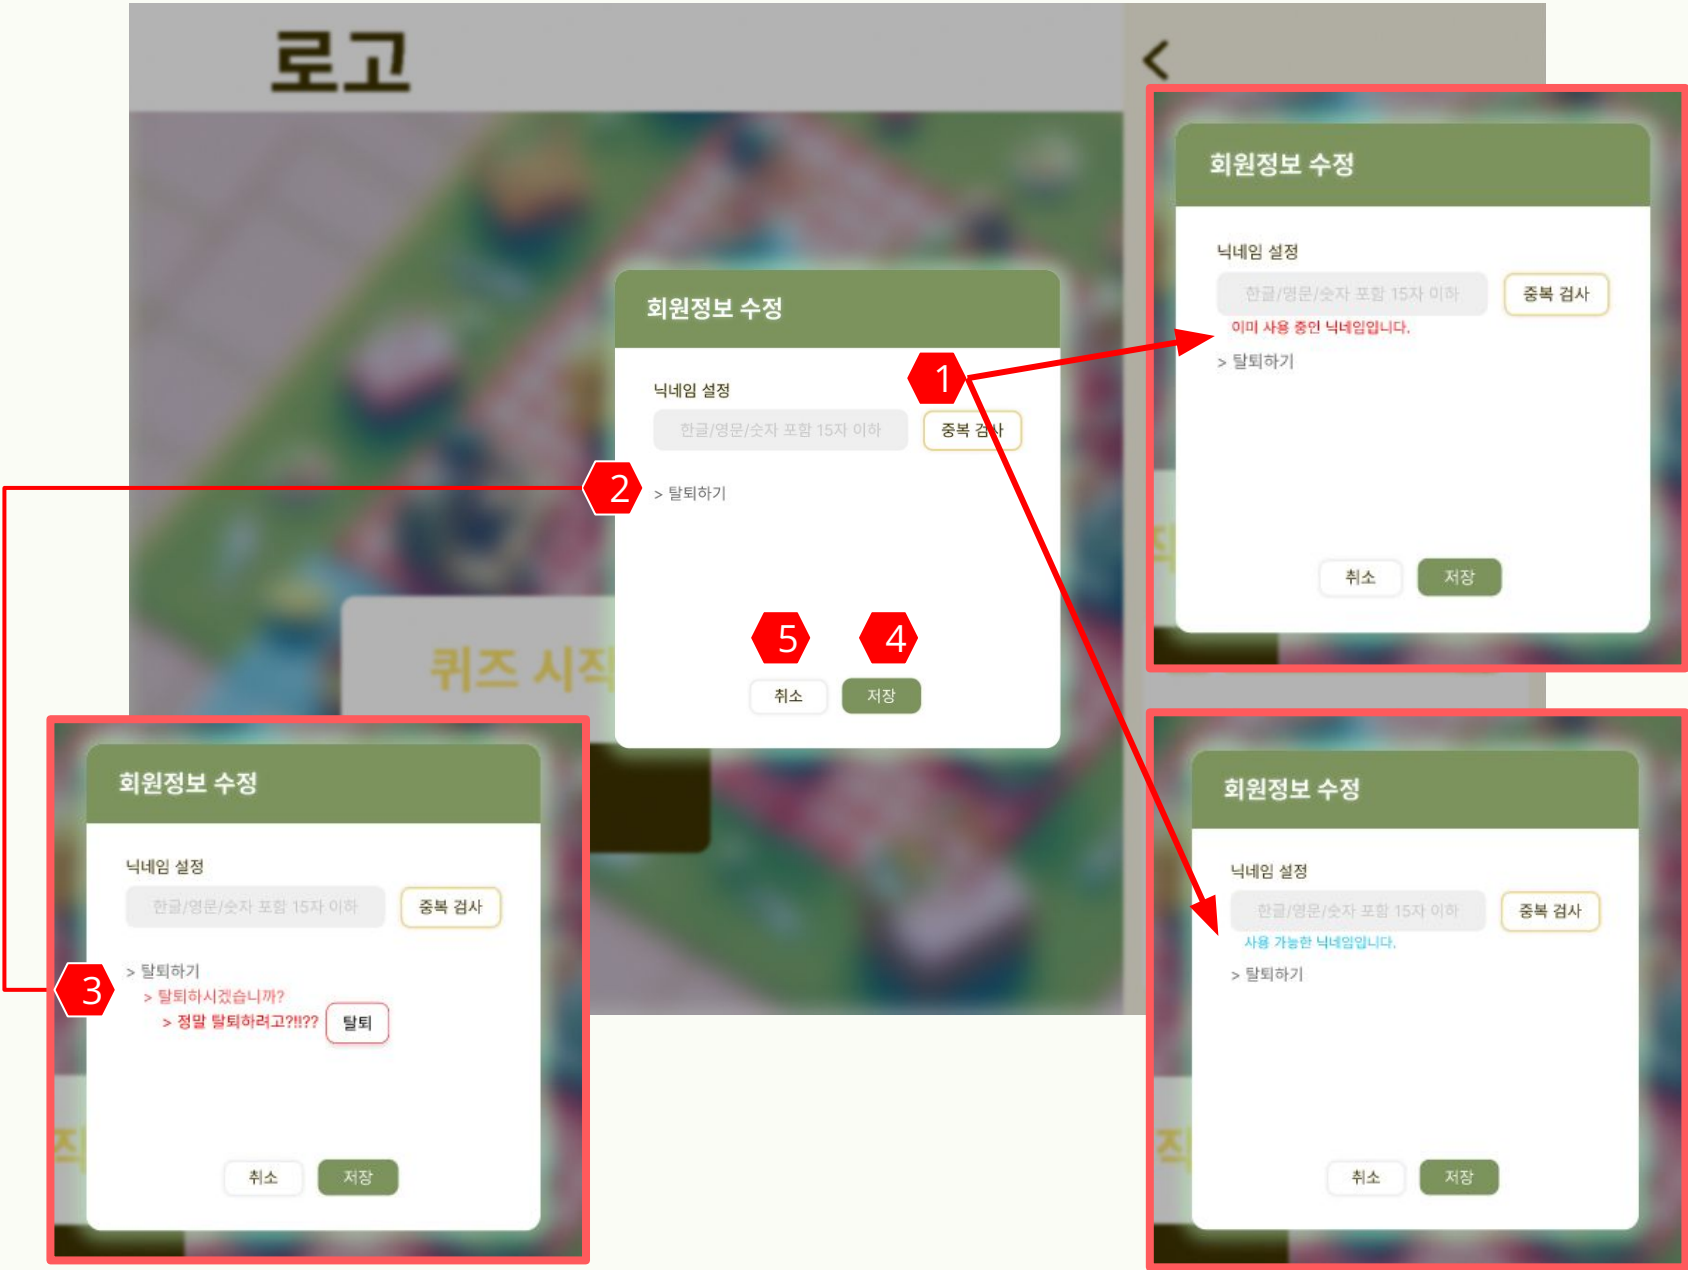 로고
회원정보 수정
닉네임 설정
한글/영문/숫자 포함 15자 이하
중복 검사
이미 사용 중인 닉네임입니다.
> 탈퇴하기
취소
저장
회원정보 수정
1
닉네임 설정
한글/영문/숫자 포함 15자 이하
중복 검사
2
> 탈퇴하기
5
4
취소
저장
퀴즈 시작
회원정보 수정
닉네임 설정
한글/영문/숫자 포함 15자 이하
중복 검사
3
> 탈퇴하기
> 탈퇴하시겠습니까?
> 정말 탈퇴하려고?!!??
탈퇴
취소
저장
회원정보 수정
닉네임 설정
한글/영문/숫자 포함 15자 이하
중복 검사
사용 가능한 닉네임입니다.
> 탈퇴하기
취소
저장
직
직